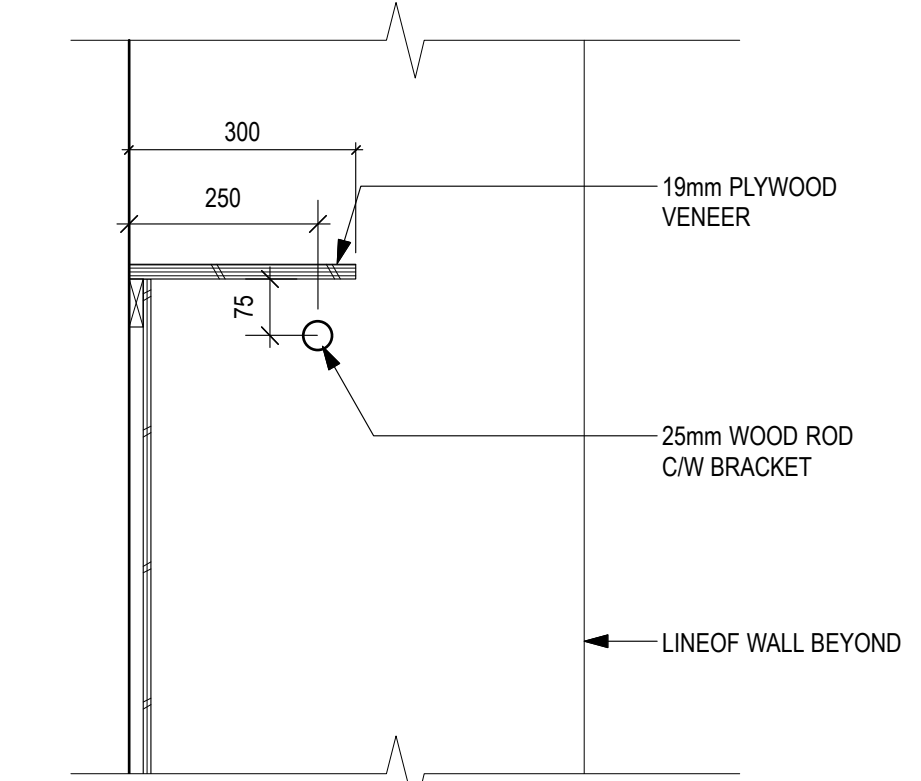 300
250
19mm PLYWOOD
VENEER
75
25mm WOOD ROD
C/W BRACKET
LINEOF WALL BEYOND